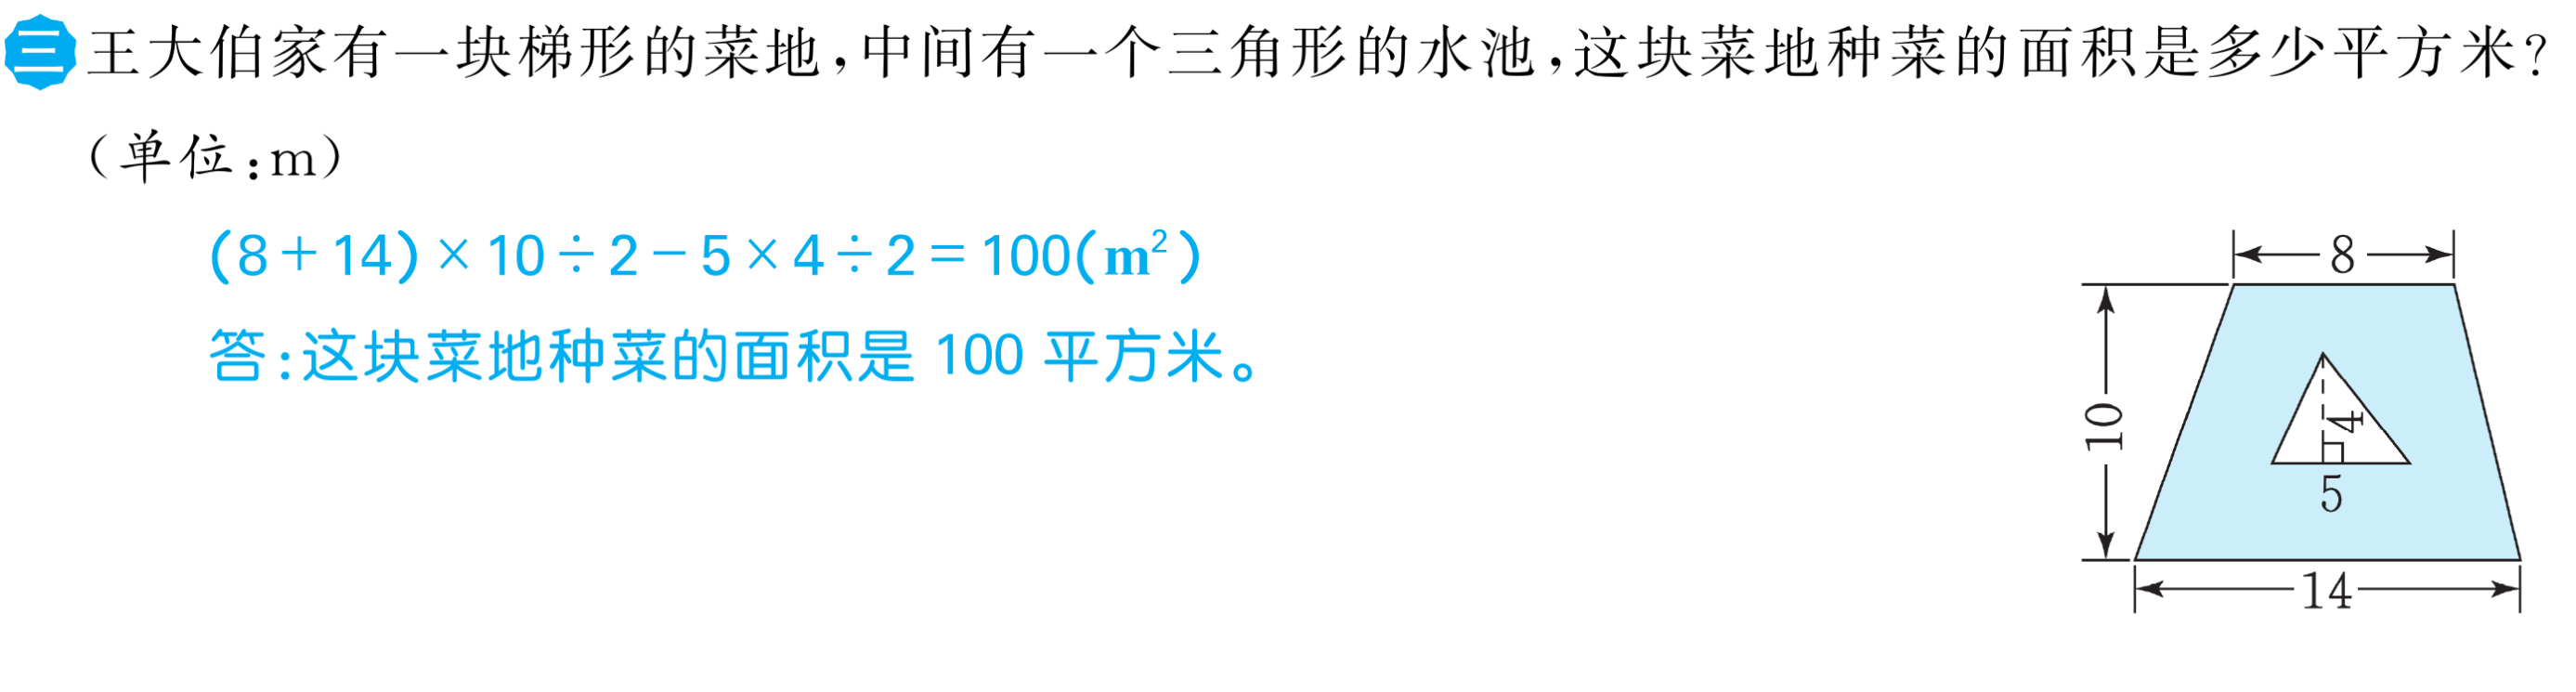 三 王大伯家有一块梯形的菜地,中间有一个三角形的水池,这块菜地种菜的面积是多少平方米?
(单位:m)
(8+14)×10÷2-5×4÷2=100(m²)
答:这块菜地种菜的面积是 100 平方米。
8
10
4
5
14